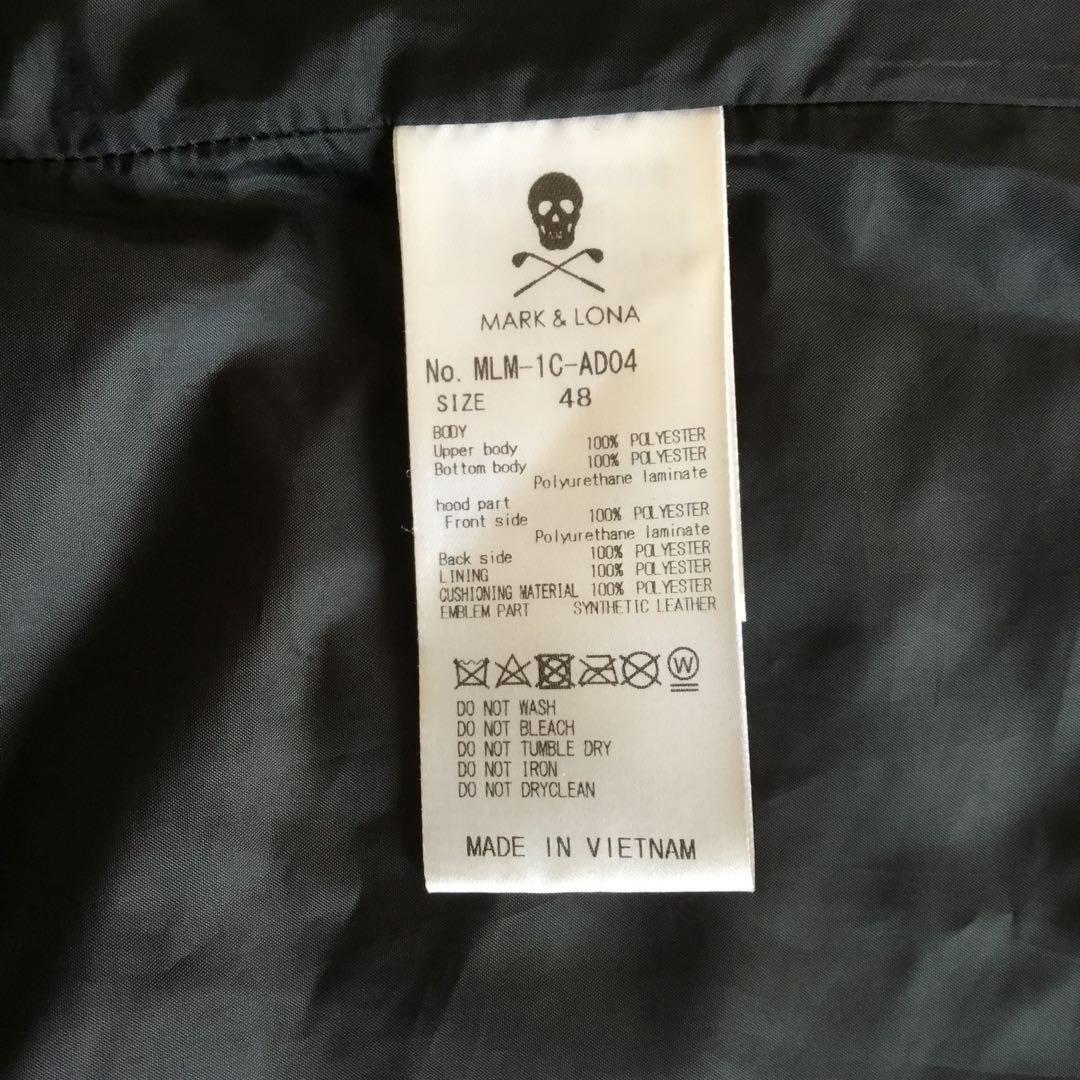 MARK & LONA
No. MLM-1C-AD04
SIZE 48
BODY
Upper body 100% POLYESTER
Bottom body 100% POLYESTER
Polyurethane laminate
hood part
Front side 100% POLYESTER
Polyurethane laminate
Back side 100% POLYESTER
LINING 100% POLYESTER
CUSHIONING MATERIAL 100% POLYESTER
EMBLEM PART SYNTHETIC LEATHER
W
DO NOT WASH
DO NOT BLEACH
DO NOT TUMBLE DRY
DO NOT IRON
DO NOT DRYCLEAN
MADE IN VIETNAM